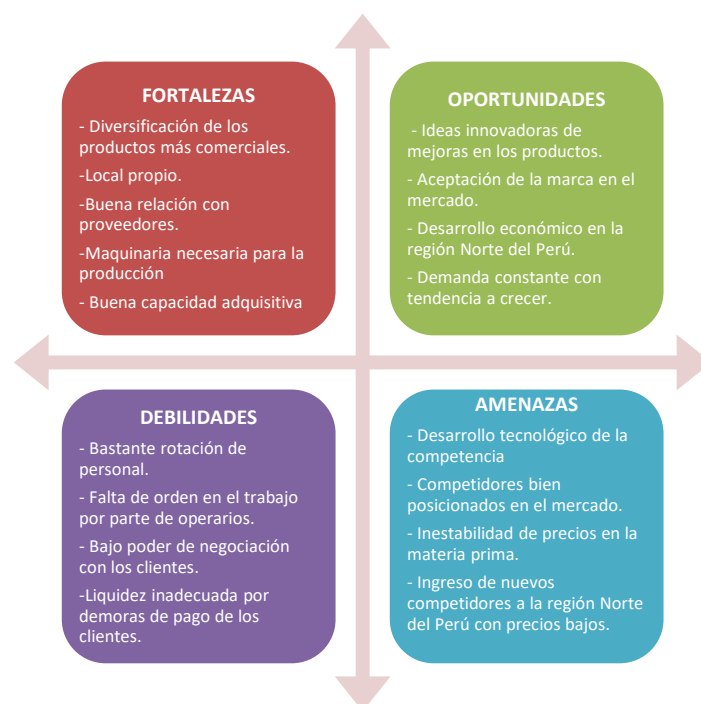 FORTALEZAS
- Diversificación de los
productos más comerciales.
-Local propio.
-Buena relación con
proveedores.
-Maquinaria necesaria para la
producción
- Buena capacidad adquisitiva
OPORTUNIDADES
- Ideas innovadoras de
mejoras en los productos.
- Aceptación de la marca en el
mercado.
- Desarrollo económico en la
región Norte del Perú.
- Demanda constante con
tendencia a crecer.
DEBILIDADES
- Bastante rotación de
personal.
- Falta de orden en el trabajo
por parte de operarios.
- Bajo poder de negociación
con los clientes.
-Liquidez inadecuada por
demoras de pago de los
clientes.
AMENAZAS
- Desarrollo tecnológico de la
competencia
- Competidores bien
posicionados en el mercado.
- Inestabilidad de precios en la
materia prima.
- Ingreso de nuevos
competidores a la región Norte
del Perú con precios bajos.